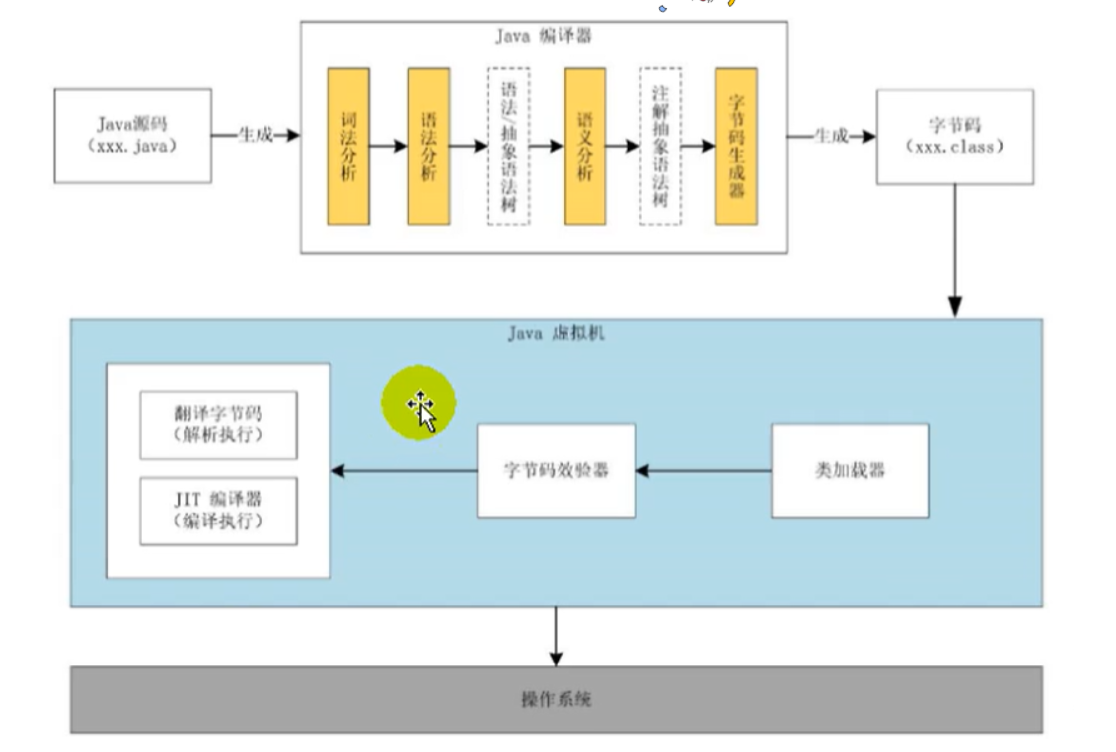 Java 编译器
Java源码
（xxx.java）
生成
词法分析
语法分析
语法/抽象语法树
语义分析
注解抽象语法树
字节码生成器
生成
字节码
（xxx.class）
Java 虚拟机
翻译字节码
（解析执行）
JIT 编译器
（编译执行）
字节码效验器
类加载器
操作系统